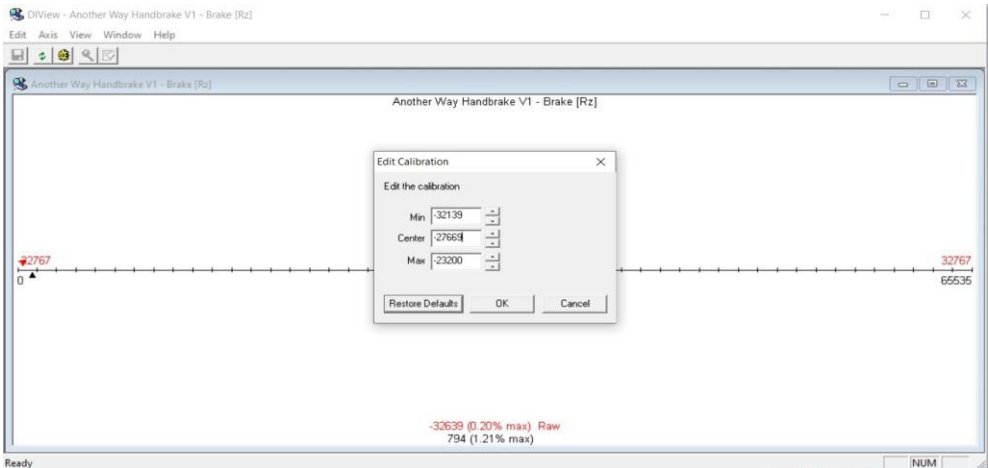 DIView - Another Way Handbrake V1 - Brake [Rz]
Edit Axis View Window Help
Another Way Handbrake V1 - Brake [Rz]
Another Way Handbrake V1 - Brake [Rz]
Edit Calibration
Edit the calibration
Min -32139
Center -27669
Max -23200
Restore Defaults OK Cancel
-32767 32767
0 65535
-32639 (0.20% max) Raw
794 (1.21% max)
Ready NUM